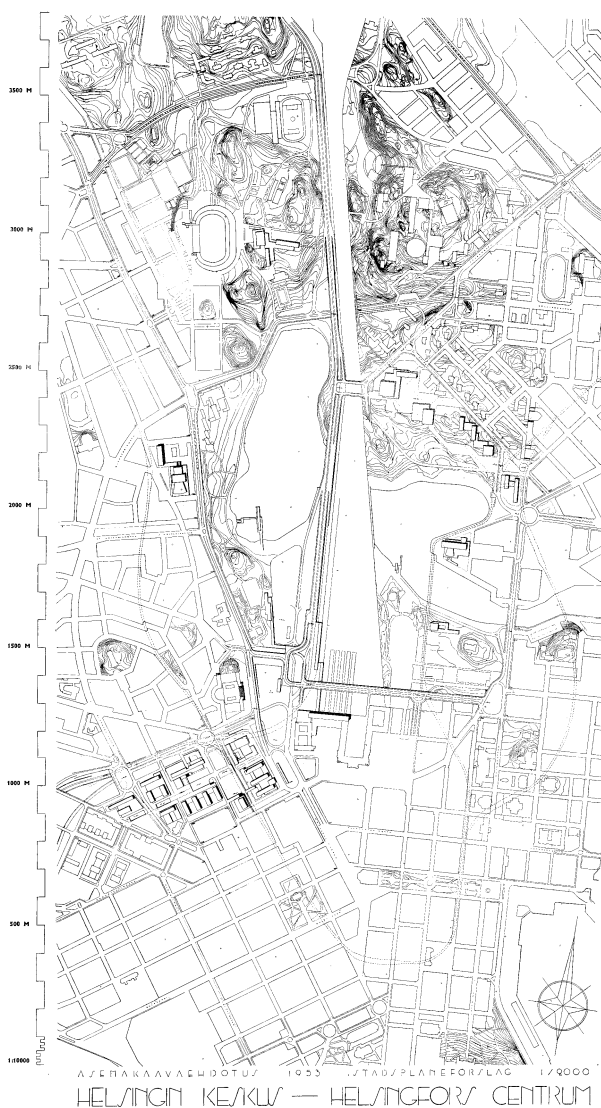 3500 M
3000 M
2500 M
2000 M
1500 M
1000 M
500 M
1:10000
ASEMAKAAVAEHDOTUS 1953 STADSPLANEFÖRSLAG 1/2000
HELSINGIN KESKUS — HELSINGFORS CENTRUM